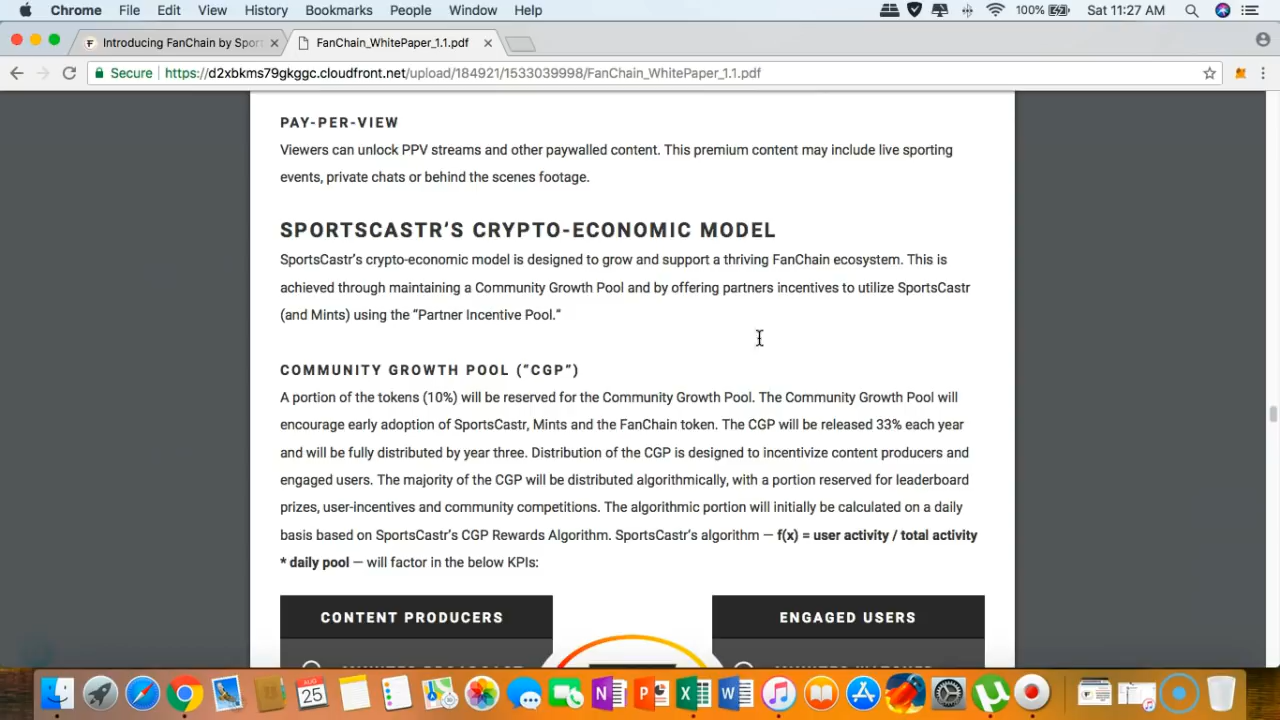 Chrome File Edit View History Bookmarks People Window Help 100% Sat 11:27 AM
Introducing FanChain by Spor
FanChain_WhitePaper_1.1.pdf
Secure https://d2xbkms79gkggc.cloudfront.net/upload/184921/1533039998/FanChain_WhitePaper_1.1.pdf
PAY-PER-VIEW
Viewers can unlock PPV streams and other paywalled content. This premium content may include live sporting
events, private chats or behind the scenes footage.
SPORTSCASTR'S CRYPTO-ECONOMIC MODEL
SportsCastr's crypto-economic model is designed to grow and support a thriving FanChain ecosystem. This is
achieved through maintaining a Community Growth Pool and by offering partners incentives to utilize SportsCastr
(and Mints) using the “Partner Incentive Pool.”
COMMUNITY GROWTH POOL (“CGP”)
A portion of the tokens (10%) will be reserved for the Community Growth Pool. The Community Growth Pool will
encourage early adoption of SportsCastr, Mints and the FanChain token. The CGP will be released 33% each year
and will be fully distributed by year three. Distribution of the CGP is designed to incentivize content producers and
engaged users. The majority of the CGP will be distributed algorithmically, with a portion reserved for leaderboard
prizes, user-incentives and community competitions. The algorithmic portion will initially be calculated on a daily
basis based on SportsCastr's CGP Rewards Algorithm. SportsCastr's algorithm — f(x) = user activity / total activity
* daily pool — will factor in the below KPIs:
CONTENT PRODUCERS
ENGAGED USERS
AUG
25